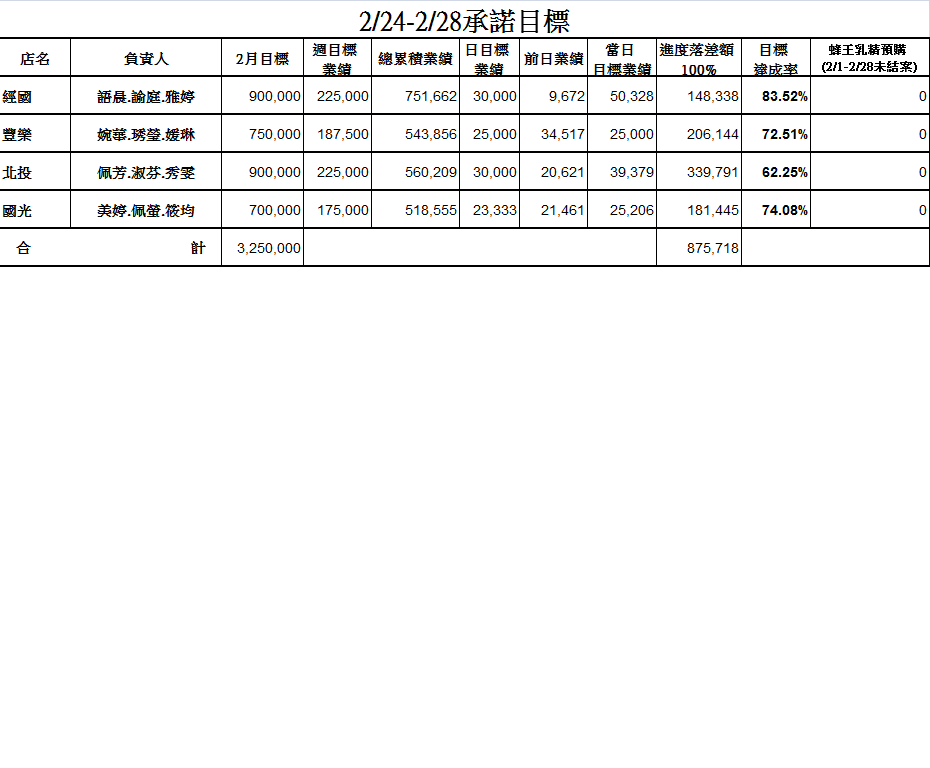 2/24-2/28承諾目標
店名 負責人 2月目標 週目標業績 總累積業績 日目標業績 前日業績 當日目標業績 進度落差額100% 目標達成率 蜂王乳精預購(2/1-2/28未結案)
經國 語晨.諭庭.雅婷 900,000 225,000 751,662 30,000 9,672 50,328 148,338 83.52% 0
豐樂 婉華.琇瑩.媛琳 750,000 187,500 543,856 25,000 34,517 25,000 206,144 72.51% 0
北投 佩芳.淑芬.秀雯 900,000 225,000 560,209 30,000 20,621 39,379 339,791 62.25% 0
國光 美婷.佩螢.筱均 700,000 175,000 518,555 23,333 21,461 25,206 181,445 74.08% 0
合計 3,250,000 875,718